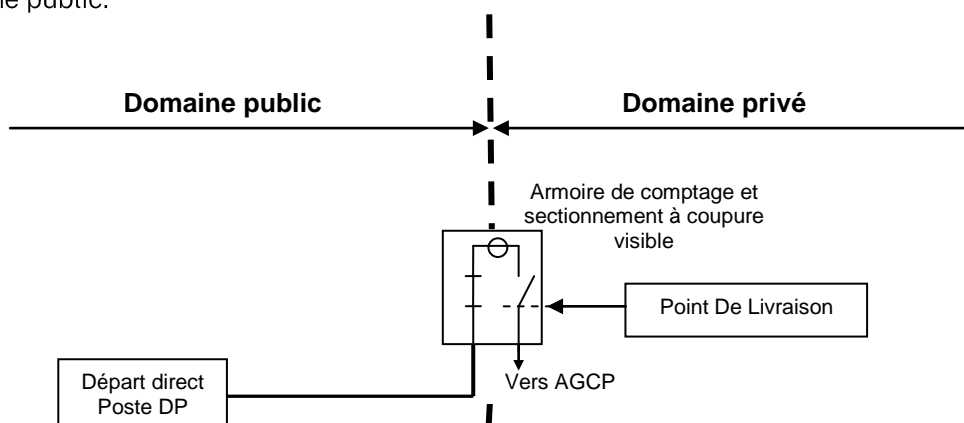 public.
Domaine public
Domaine privé
Armoire de comptage et
sectionnement à coupure
visible
Point De Livraison
Départ direct
Poste DP
Vers AGCP